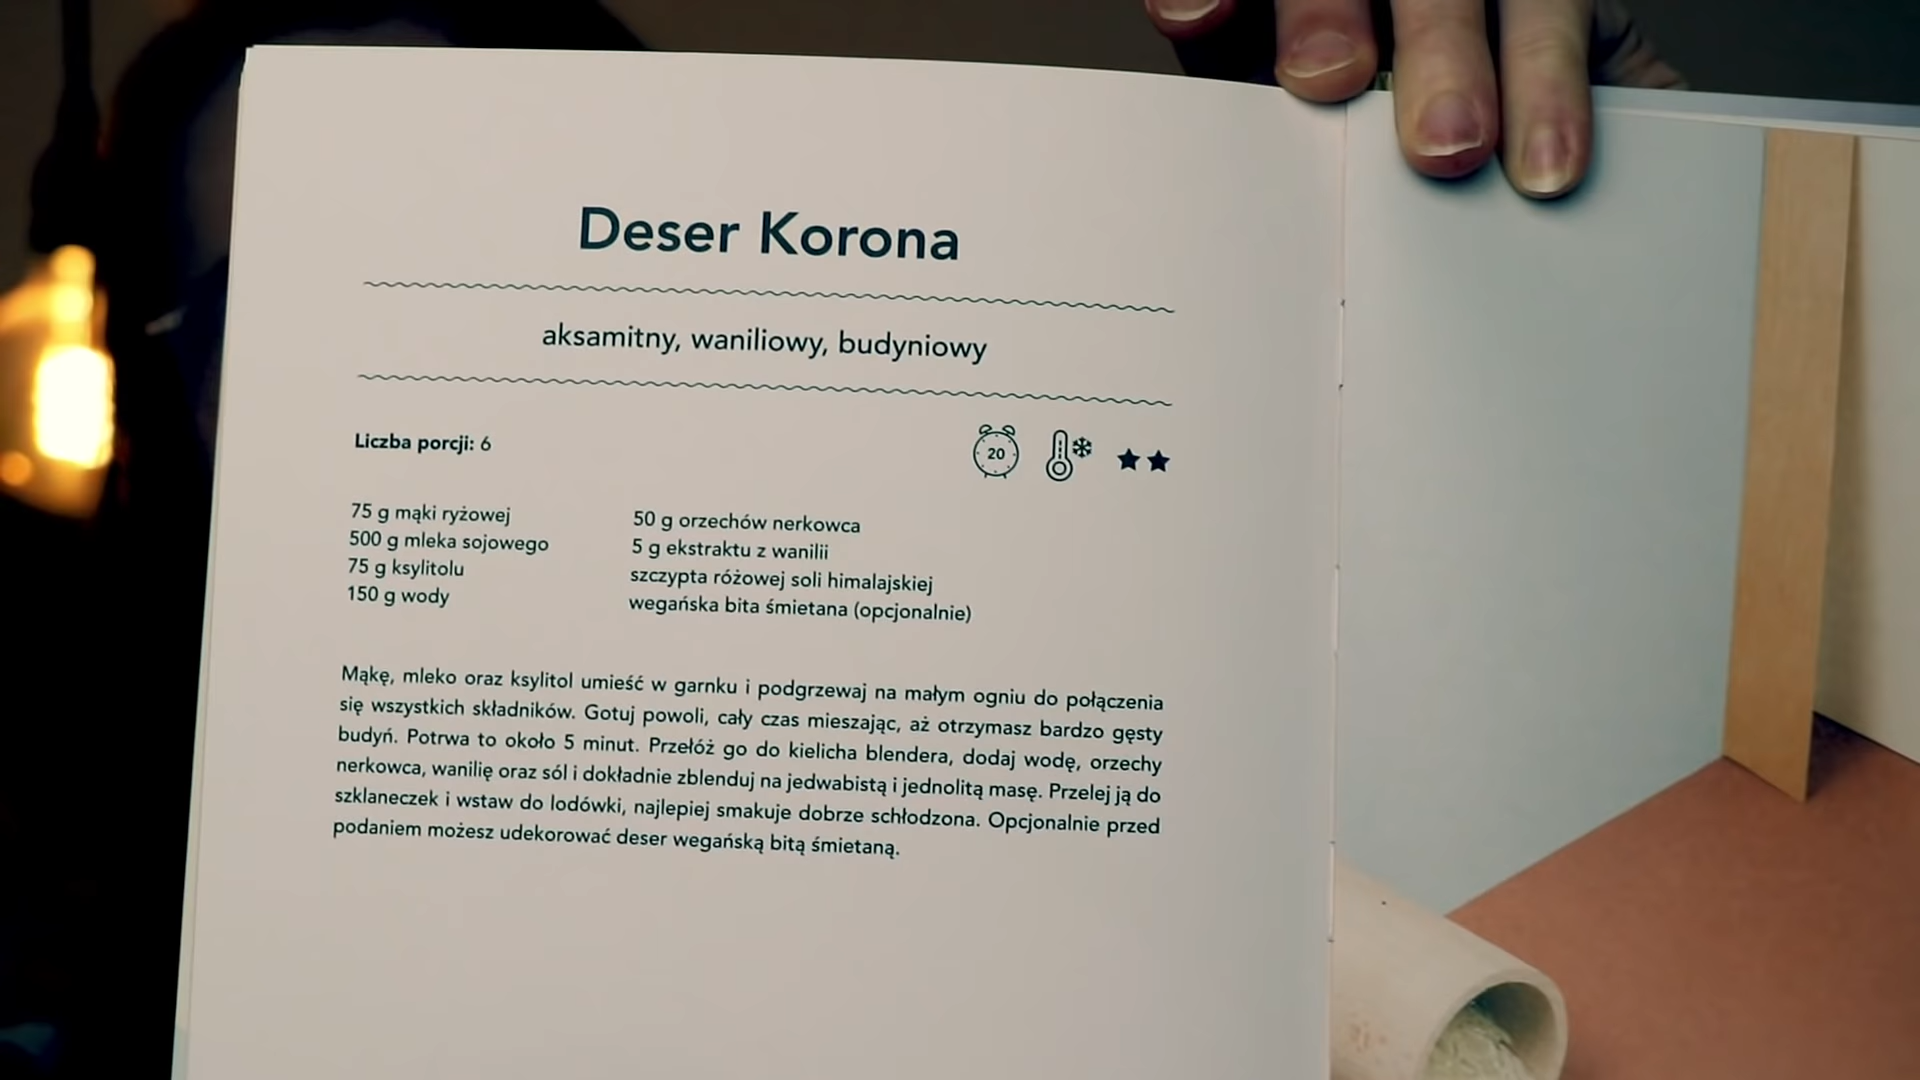 Deser Korona
aksamitny, waniliowy, budyniowy
Liczba porcji: 6
20
75 g mąki ryżowej
500 g mleka sojowego
75 g ksylitolu
150 g wody
50 g orzechów nerkowca
5 g ekstraktu z wanilii
szczypta różowej soli himalajskiej
wegańska bita śmietana (opcjonalnie)
Mąkę, mleko oraz ksylitol umieść w garnku i podgrzewaj na małym ogniu do połączenia
się wszystkich składników. Gotuj powoli, cały czas mieszając, aż otrzymasz bardzo gęsty
budyń. Potrwa to około 5 minut. Przełóż go do kielicha blendera, dodaj wodę, orzechy
nerkowca, wanilię oraz sól i dokładnie zblenduj na jedwabistą i jednolitą masę. Przelej ją do
szklaneczek i wstaw do lodówki, najlepiej smakuje dobrze schłodzona. Opcjonalnie przed
podaniem możesz udekorować deser wegańską bitą śmietaną.